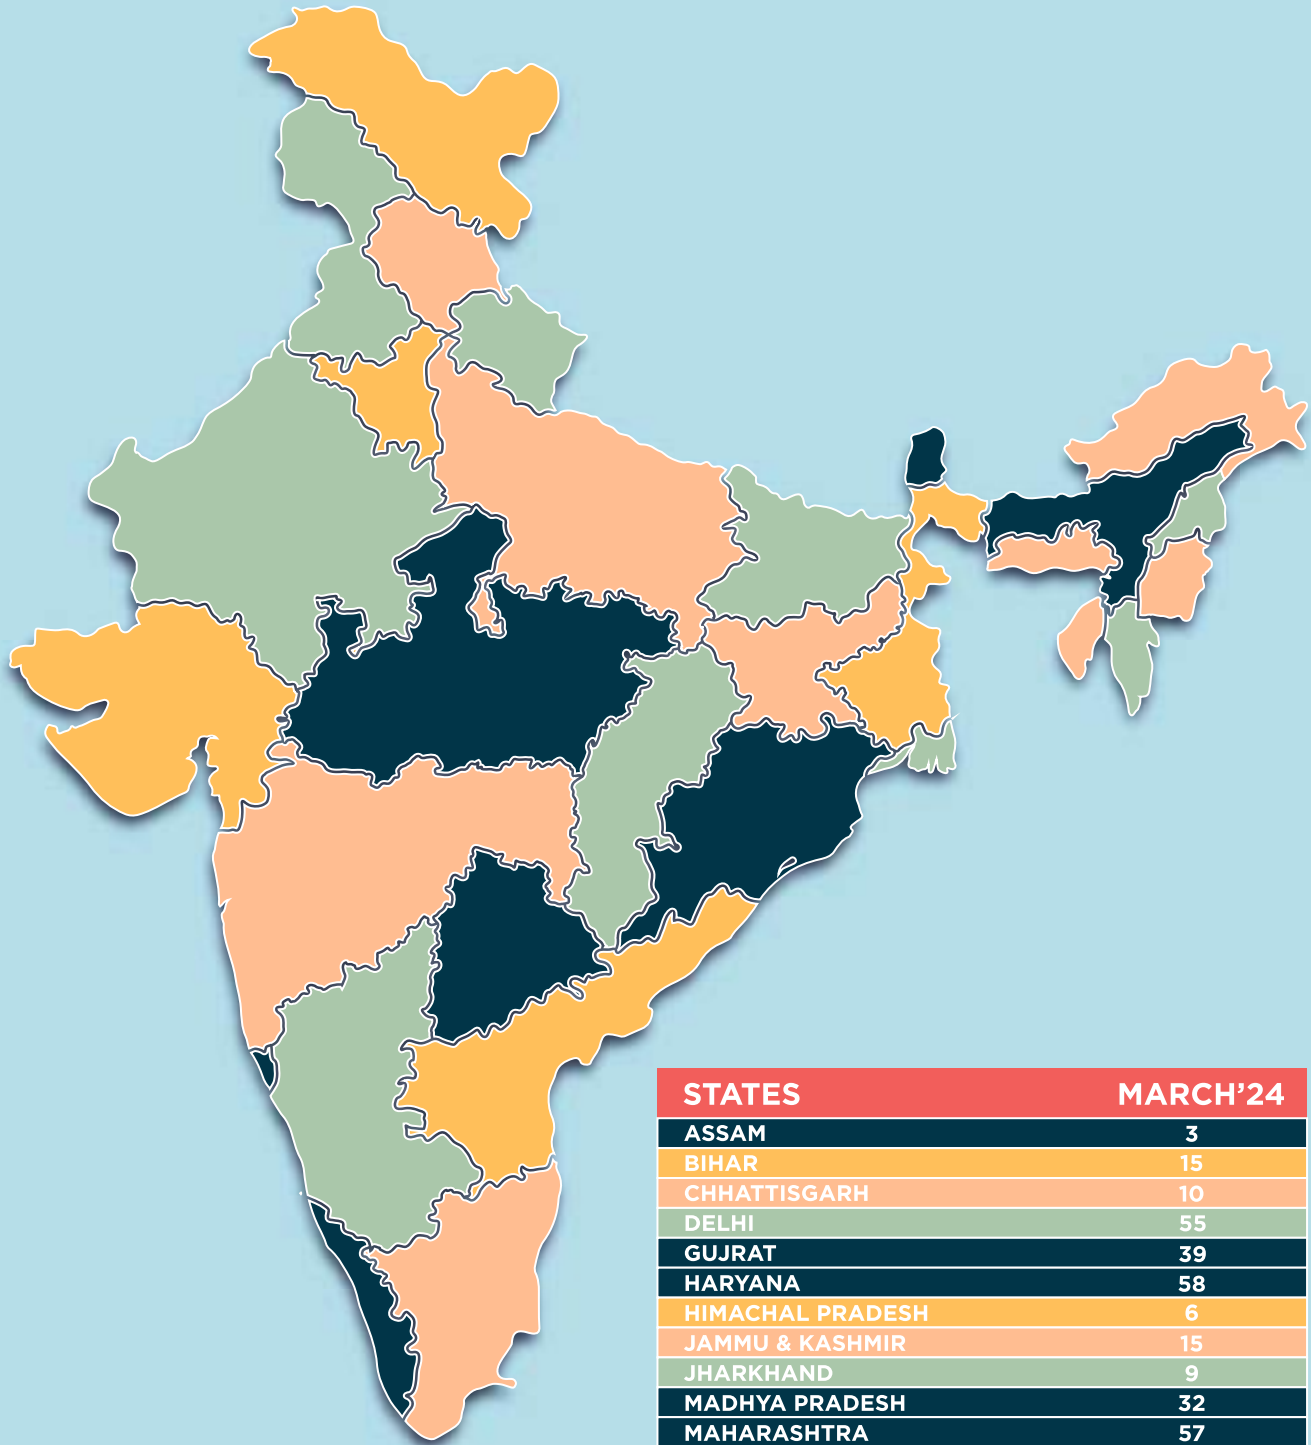 STATES MARCH'24
ASSAM 3
BIHAR 15
CHHATTISGARH 10
DELHI 55
GUJRAT 39
HARYANA 58
HIMACHAL PRADESH 6
JAMMU & KASHMIR 15
JHARKHAND 9
MADHYA PRADESH 32
MAHARASHTRA 57